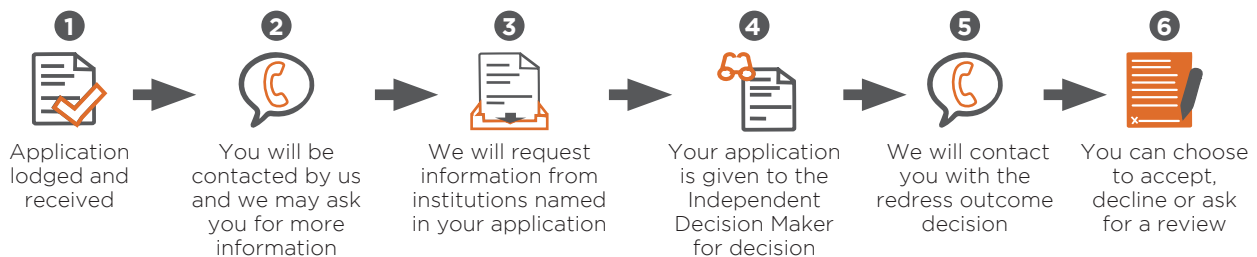 1
Application
lodged and
received
2
You will be
contacted by us
and we may ask
you for more
information
3
We will request
information from
institutions named
in your application
4
Your application
is given to the
Independent
Decision Maker
for decision
5
We will contact
you with the
redress outcome
decision
6
You can choose
to accept,
decline or ask
for a review